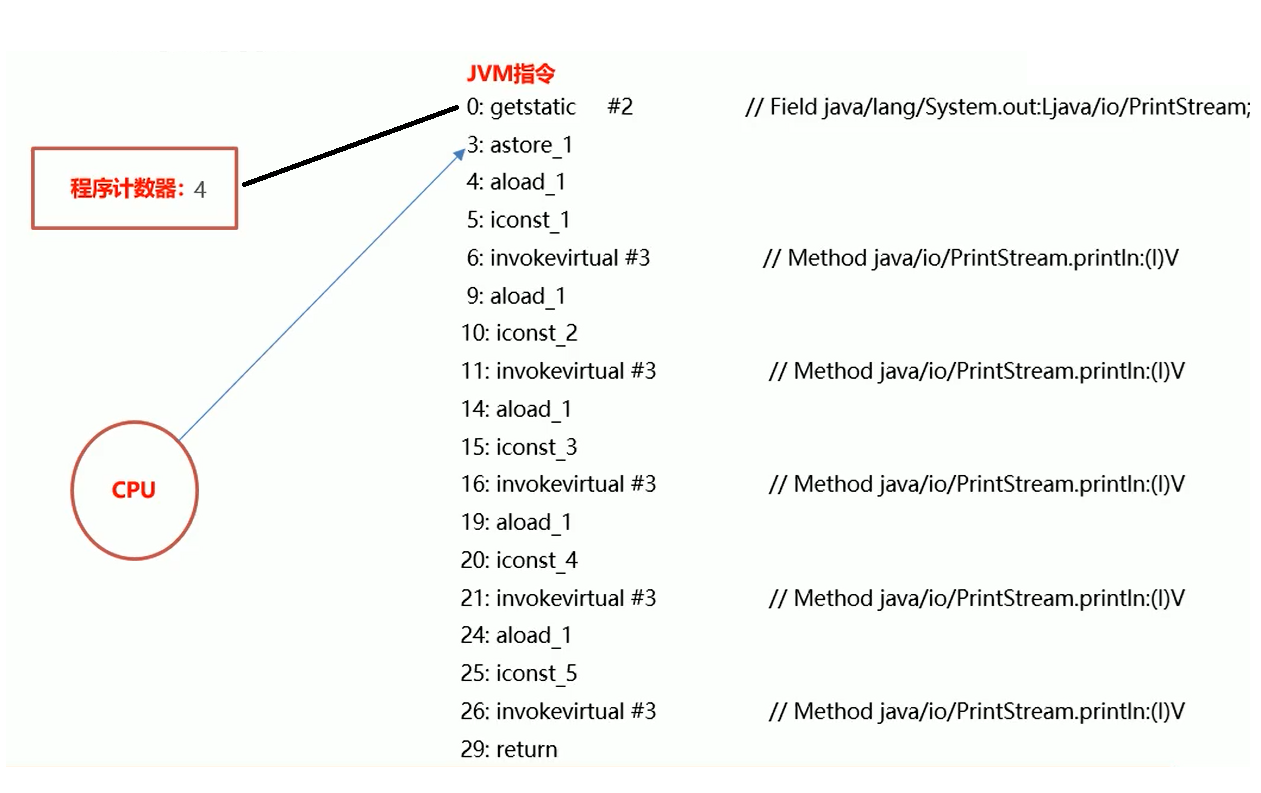 JVM指令
0: getstatic #2 // Field java/lang/System.out:Ljava/io/PrintStream;
3: astore_1
程序计数器：4
4: aload_1
5: iconst_1
6: invokevirtual #3 // Method java/io/PrintStream.println:(I)V
9: aload_1
10: iconst_2
11: invokevirtual #3 // Method java/io/PrintStream.println:(I)V
14: aload_1
15: iconst_3
CPU
16: invokevirtual #3 // Method java/io/PrintStream.println:(I)V
19: aload_1
20: iconst_4
21: invokevirtual #3 // Method java/io/PrintStream.println:(I)V
24: aload_1
25: iconst_5
26: invokevirtual #3 // Method java/io/PrintStream.println:(I)V
29: return